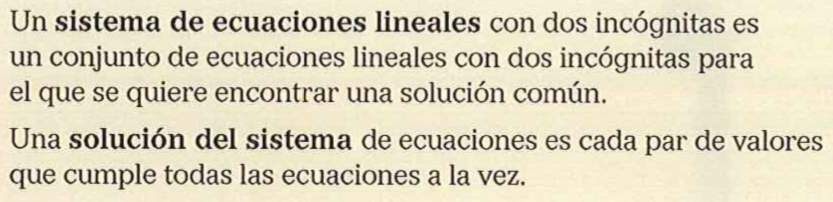 Un sistema de ecuaciones lineales con dos incógnitas es
un conjunto de ecuaciones lineales con dos incógnitas para
el que se quiere encontrar una solución común.
Una solución del sistema de ecuaciones es cada par de valores
que cumple todas las ecuaciones a la vez.